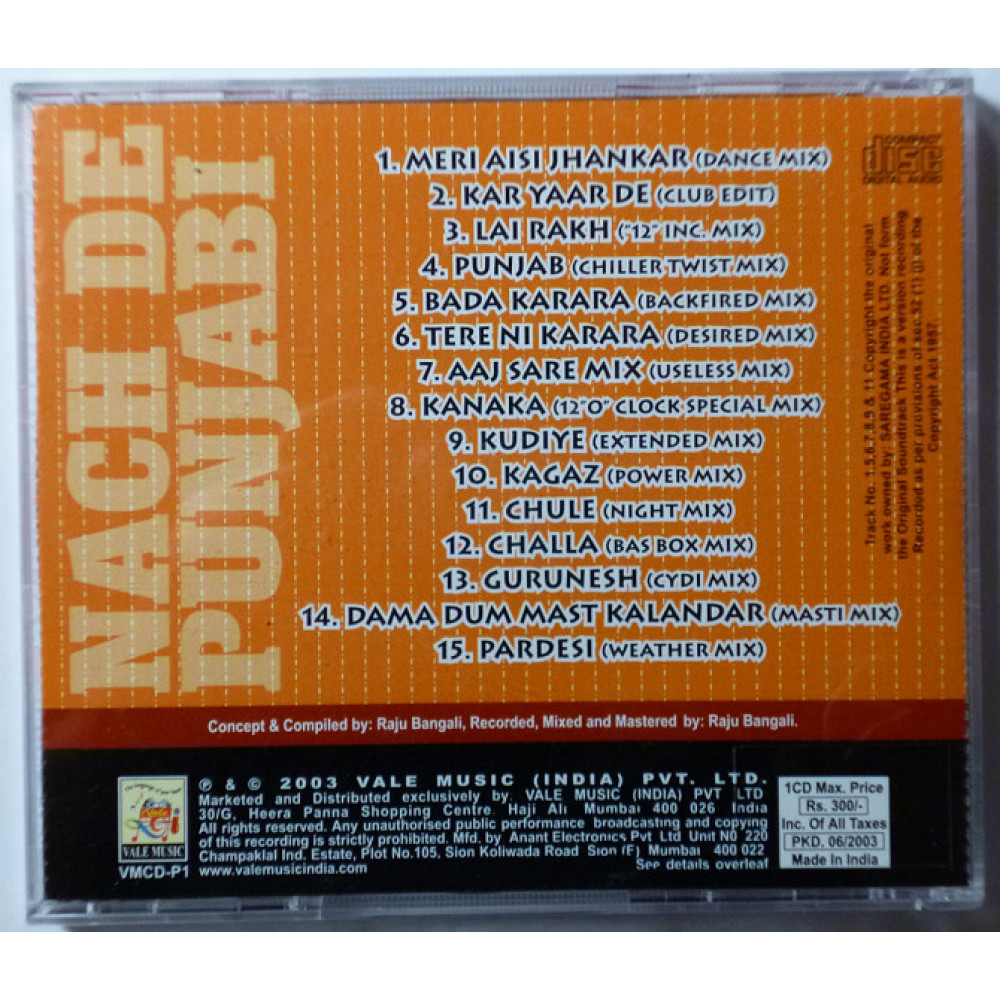 NACH DE
PUNJABI
COMPACT
disc
DIGITAL AUDIO
1. MERI AISI JHANKAR (DANCE MIX)
2. KAR YAAR DE (CLUB EDIT)
3. LAI RAKH ("12" INC. MIX)
4. PUNJAB (CHILLER TWIST MIX)
5. BADA KARARA (BACKFIRED MIX)
6. TERE NI KARARA (DESIRED MIX)
7. AAJ SARE MIX (USELESS MIX)
8. KANAKA (12"O" CLOCK SPECIAL MIX)
9. KUDIYE (EXTENDED MIX)
10. KAGAZ (POWER MIX)
11. CHULE (NIGHT MIX)
12. CHALLA (BAS BOX MIX)
13. GURUNESH (CYDI MIX)
14. DAMA DUM MAST KALANDAR (MASTI MIX)
15. PARDESI (WEATHER MIX)
Track No. 1,5,6,7,8,9 & 11 Copyright the original
work owned by: SAREGAMA INDIA LTD. Not form
the Original Soundtrack This is a version recording
Recorded as per provisions of sec.52 (1) (j) of the
Copyright Act 1957.
Concept & Compiled by: Raju Bangali, Recorded, Mixed and Mastered by: Raju Bangali.
VALE MUSIC
VMCD-P1
℗ & © 2003 VALE MUSIC (INDIA) PVT. LTD.
Marketed and Distributed exclusively by. VALE MUSIC (INDIA) PVT LTD
30/G, Heera Panna Shopping Centre. Haji Ali Mumbai 400 026 India
All rights reserved. Any unauthorised public performance broadcasting and copying
of this recording is strictly prohibited. Mfd. by Anant Electronics Pvt Ltd Unit N0 220
Champaklal Ind. Estate, Plot No.105, Sion Koliwada Road Sion (E) Mumbai 400 022
www.valemusicindia.com
See details overleaf
1CD Max. Price
Rs. 300/-
Inc. Of All Taxes
PKD. 06/2003
Made In India